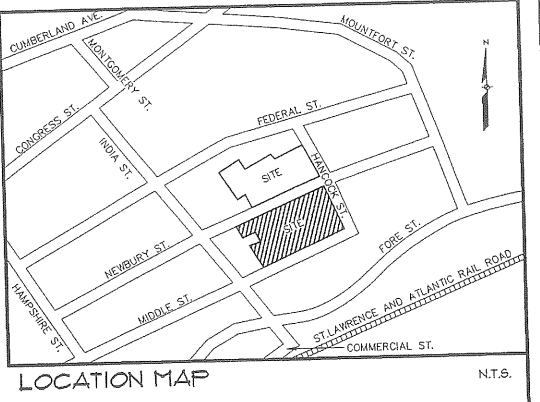 CUMBERLAND AVE.
MOUNTFORT ST.
MONTGOMERY ST.
N
CONGRESS ST.
FEDERAL ST.
INDIA ST.
HANCOCK ST.
SITE
SITE
NEWBURY ST.
FORE ST.
HAMPSHIRE ST.
MIDDLE ST.
ST.LAWRENCE AND ATLANTIC RAIL ROAD
COMMERCIAL ST.
LOCATION MAP
N.T.S.